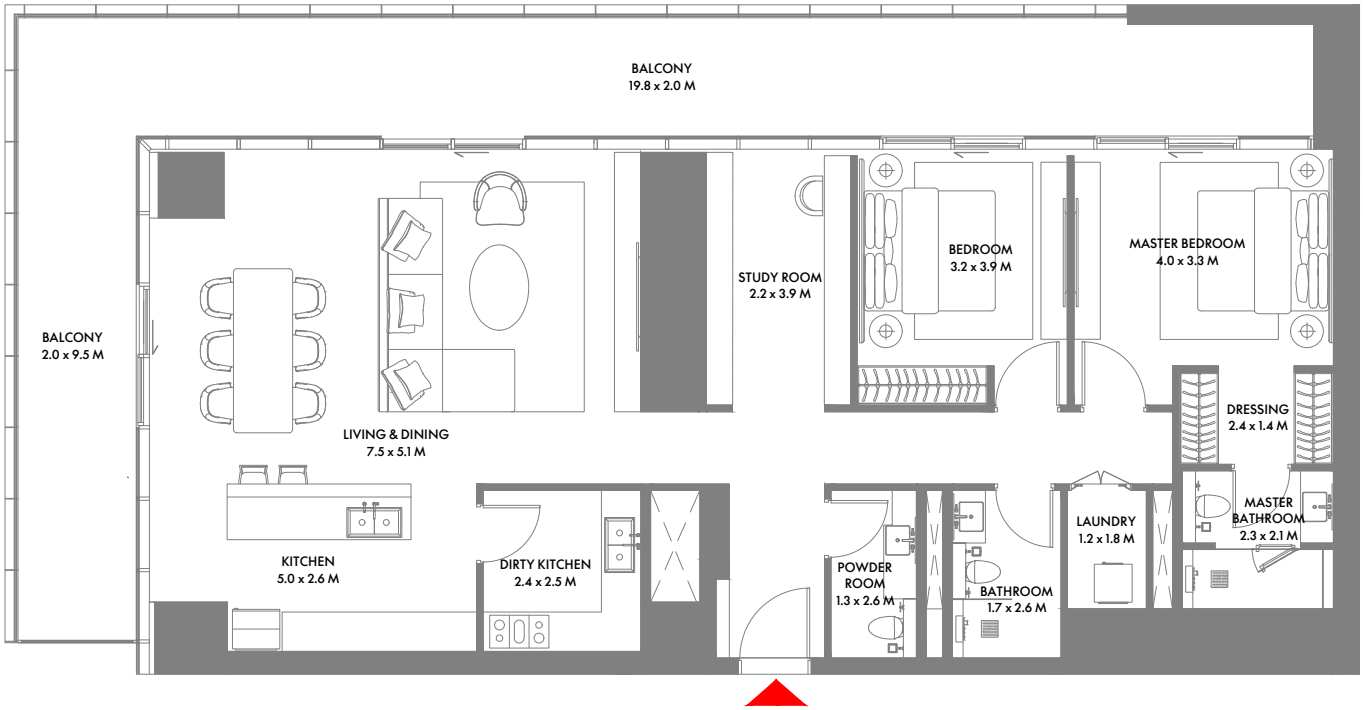 BALCONY
19.8 x 2.0 M
BEDROOM
3.2 x 3.9 M
MASTER BEDROOM
4.0 x 3.3 M
STUDY ROOM
2.2 x 3.9 M
BALCONY
2.0 x 9.5 M
LIVING & DINING
7.5 x 5.1 M
DRESSING
2.4 x 1.4 M
MASTER
BATHROOM
2.3 x 2.1 M
LAUNDRY
1.2 x 1.8 M
KITCHEN
5.0 x 2.6 M
DIRTY KITCHEN
2.4 x 2.5 M
POWDER
ROOM
1.3 x 2.6 M
BATHROOM
1.7 x 2.6 M